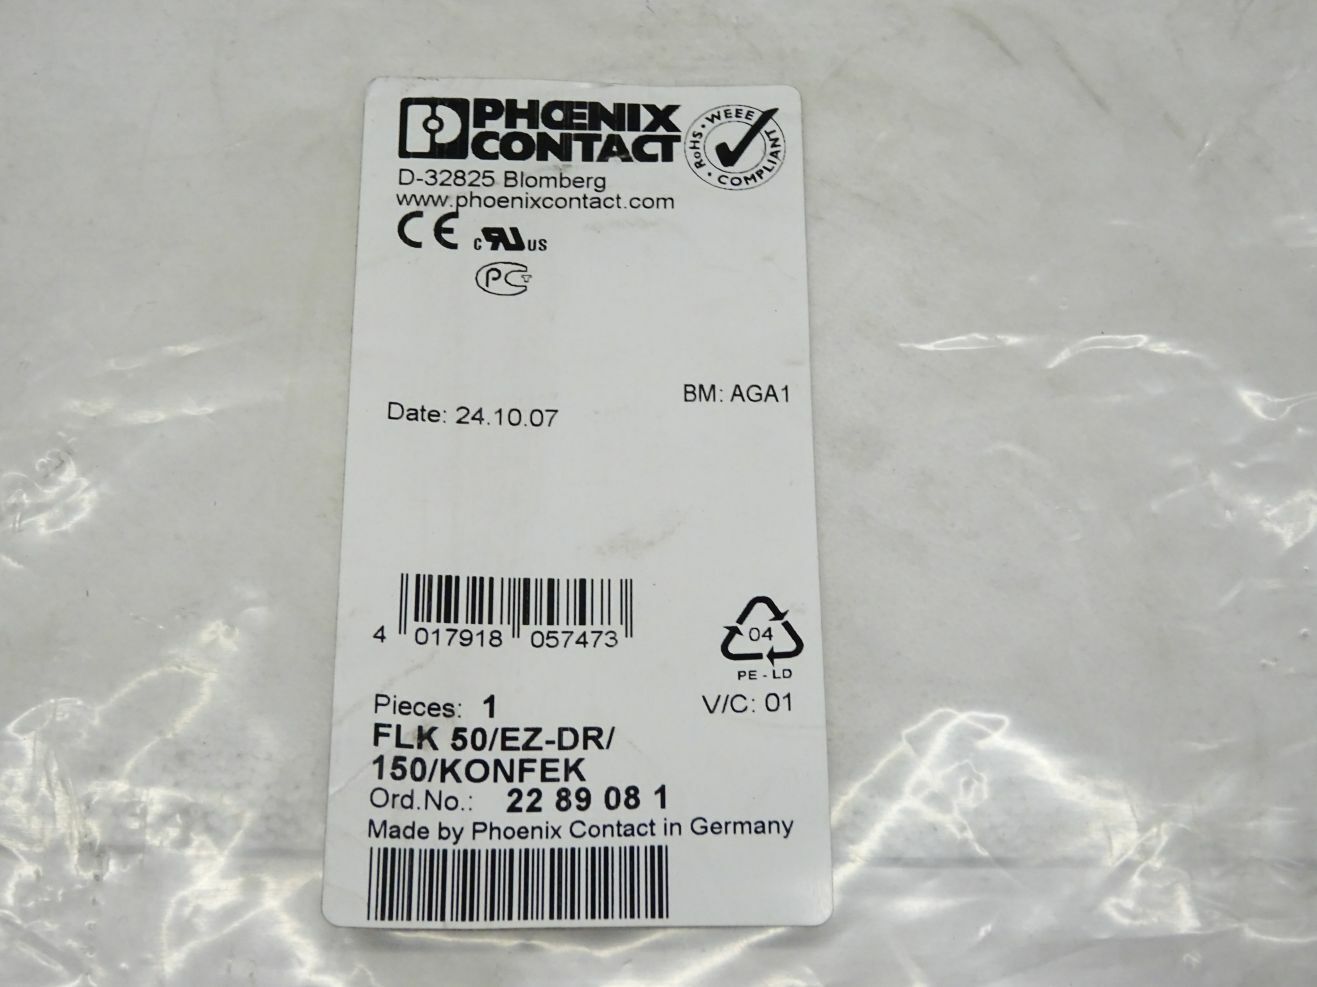 PHOENIX
CONTACT
WEEE
RoHS
COMPLIANT
D-32825 Blomberg
www.phoenixcontact.com
CE c RU US
PCT
BM: AGA1
Date: 24.10.07
4 017918 057473
04
PE-LD
Pieces: 1
V/C: 01
FLK 50/EZ-DR/
150/KONFEK
Ord.No.: 22 89 08 1
Made by Phoenix Contact in Germany